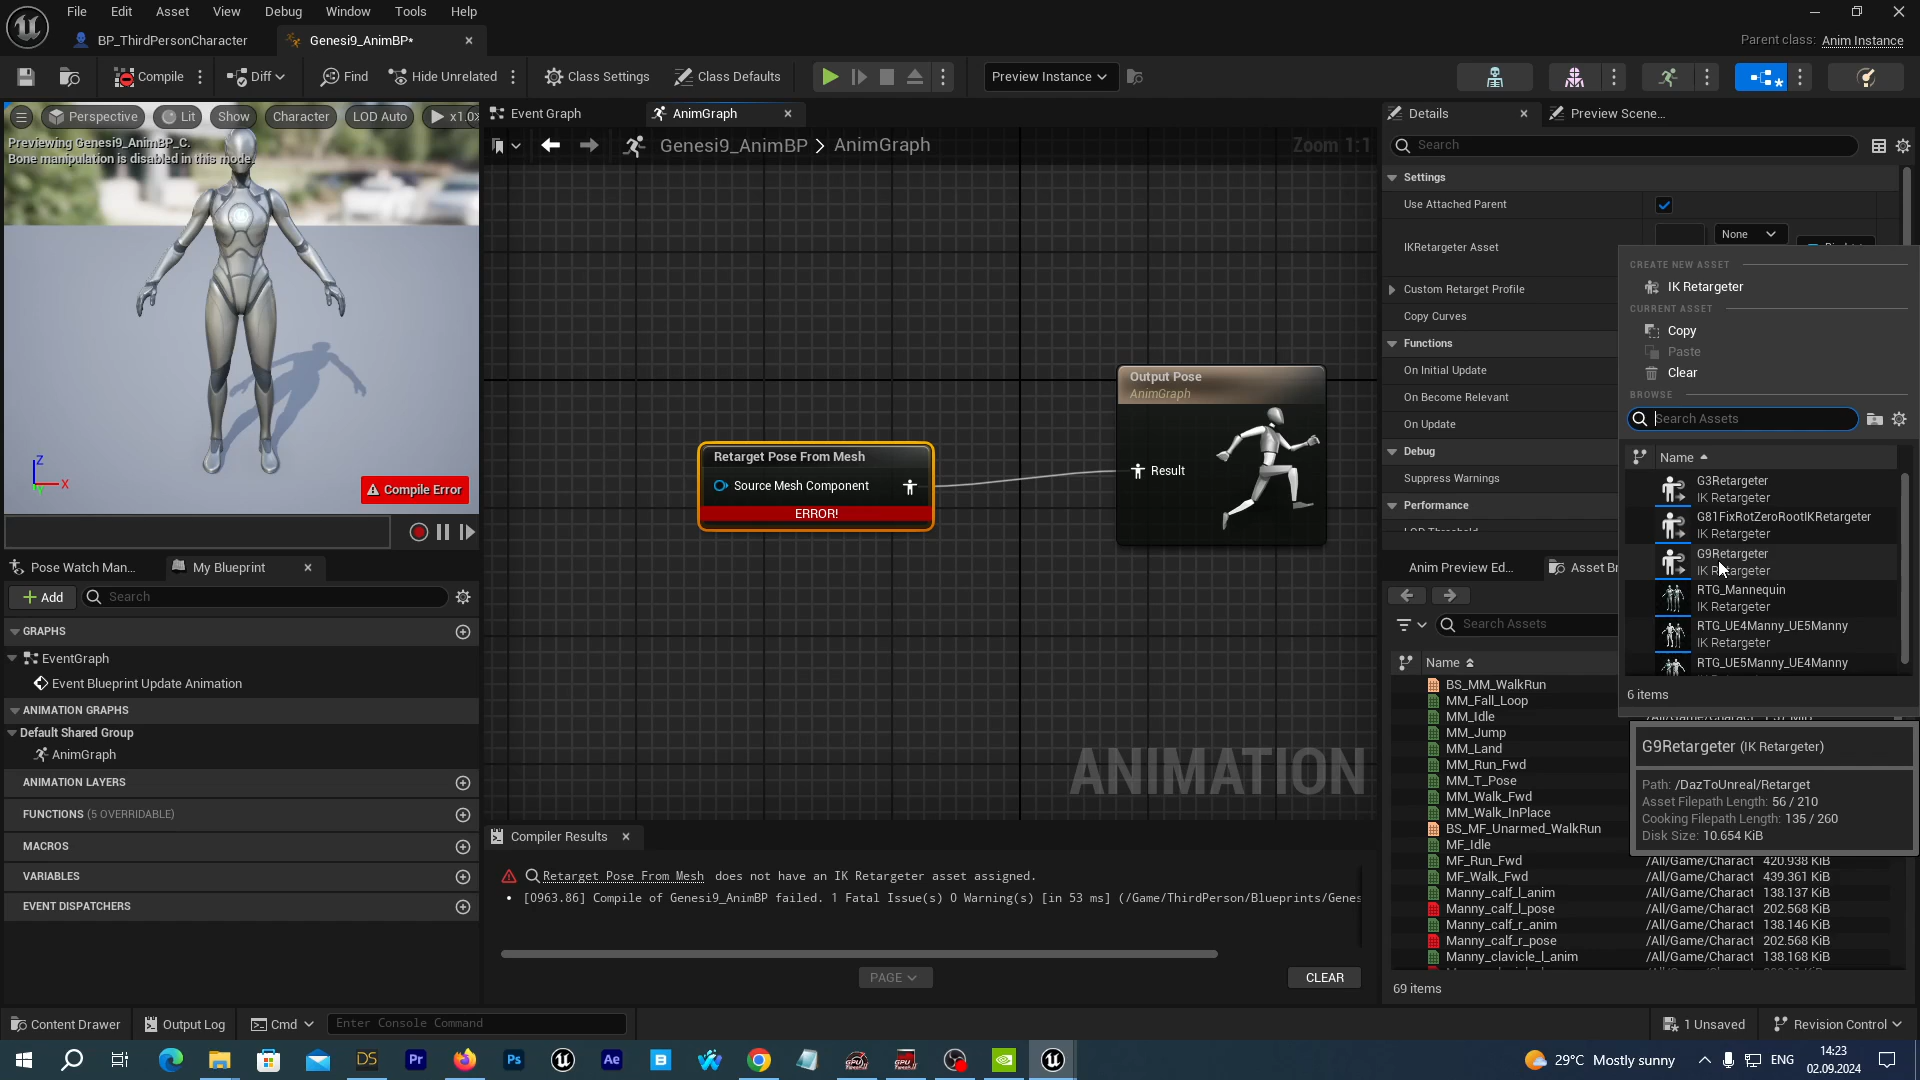 File Edit Asset View Debug Window Tools Help
BP_ThirdPersonCharacter
Genesi9_AnimBP*
Parent class: Anim Instance
Compile Diff Find Hide Unrelated Class Settings Class Defaults Preview Instance
Perspective Lit Show Character LOD Auto x1.0
Previewing Genesi9_AnimBP_C.
Bone manipulation is disabled in this mode.
Z
X
Y
Compile Error
Event Graph
AnimGraph
Genesi9_AnimBP > AnimGraph
Zoom 1:1
Retarget Pose From Mesh
Source Mesh Component
ERROR!
Output Pose
AnimGraph
Result
ANIMATION
Pose Watch Man...
My Blueprint
Add
Search
GRAPHS
EventGraph
Event Blueprint Update Animation
ANIMATION GRAPHS
Default Shared Group
AnimGraph
ANIMATION LAYERS
FUNCTIONS (5 OVERRIDABLE)
MACROS
VARIABLES
EVENT DISPATCHERS
Compiler Results
Retarget Pose From Mesh does not have an IK Retargeter asset assigned.
[0963.86] Compile of Genesi9_AnimBP failed. 1 Fatal Issue(s) 0 Warning(s) [in 53 ms] (/Game/ThirdPerson/Blueprints/Genes
PAGE
CLEAR
Details
Preview Scene...
Search
Settings
Use Attached Parent
IKRetargeter Asset
None
Custom Retarget Profile
Copy Curves
Functions
On Initial Update
On Become Relevant
On Update
Debug
Suppress Warnings
Performance
CREATE NEW ASSET
IK Retargeter
CURRENT ASSET
Copy
Paste
Clear
BROWSE
Search Assets
Name
G3Retargeter
IK Retargeter
G81FixRotZeroRootIKRetargeter
IK Retargeter
G9Retargeter
IK Retargeter
RTG_Mannequin
IK Retargeter
RTG_UE4Manny_UE5Manny
IK Retargeter
RTG_UE5Manny_UE4Manny
6 items
G9Retargeter (IK Retargeter)
Path: /DazToUnreal/Retarget
Asset Filepath Length: 56 / 210
Cooking Filepath Length: 135 / 260
Disk Size: 10.654 KiB
Anim Preview Ed...
Asset Br
Search Assets
Name
BS_MM_WalkRun
MM_Fall_Loop
MM_Idle
MM_Jump
MM_Land
MM_Run_Fwd
MM_T_Pose
MM_Walk_Fwd
MM_Walk_InPlace
BS_MF_Unarmed_WalkRun
MF_Idle
MF_Run_Fwd /All/Game/Charact 420.938 KiB
MF_Walk_Fwd /All/Game/Charact 439.361 KiB
Manny_calf_l_anim /All/Game/Charact 138.137 KiB
Manny_calf_l_pose /All/Game/Charact 202.568 KiB
Manny_calf_r_anim /All/Game/Charact 138.146 KiB
Manny_calf_r_pose /All/Game/Charact 202.568 KiB
Manny_clavicle_l_anim /All/Game/Charact 138.168 KiB
69 items
Content Drawer Output Log Cmd Enter Console Command 1 Unsaved Revision Control
DS Pr Ps Ae
29°C Mostly sunny ENG
14:23
02.09.2024